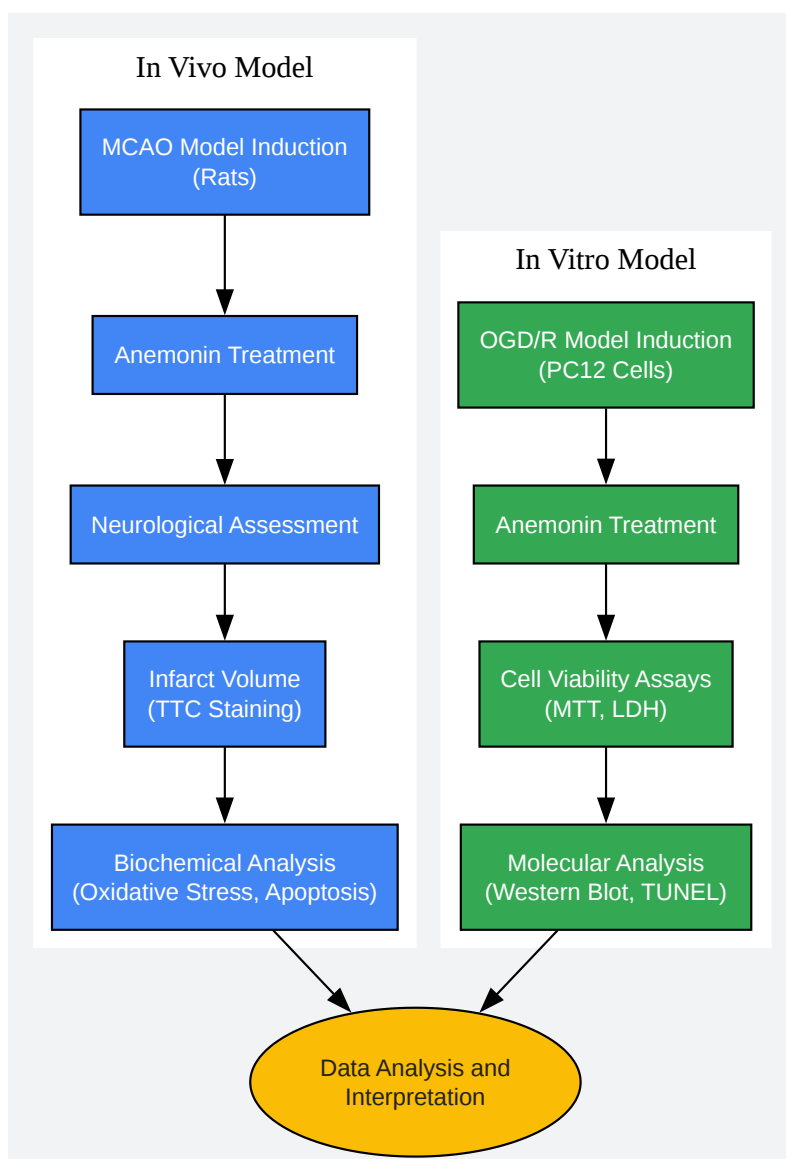 In Vivo Model
MCAO Model Induction
(Rats)
Anemonin Treatment
Neurological Assessment
Infarct Volume
(TTC Staining)
Biochemical Analysis
(Oxidative Stress, Apoptosis)
In Vitro Model
OGD/R Model Induction
(PC12 Cells)
Anemonin Treatment
Cell Viability Assays
(MTT, LDH)
Molecular Analysis
(Western Blot, TUNEL)
Data Analysis and
Interpretation